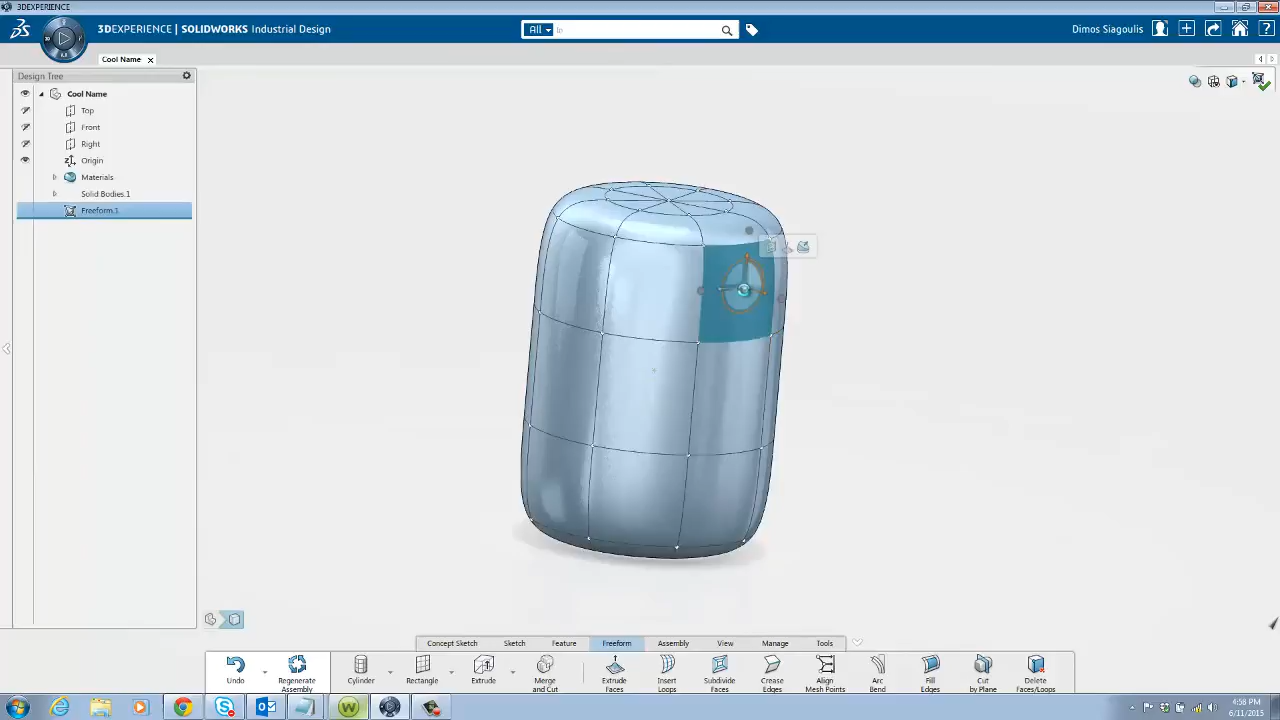 3DEXPERIENCE
3DEXPERIENCE | SOLIDWORKS Industrial Design
All
Dimos Siagoulis
Cool Name
Design Tree
Cool Name
Top
Front
Right
Origin
Materials
Solid Bodies.1
Freeform.1
Concept Sketch Sketch Feature Freeform Assembly View Manage Tools
Undo
Regenerate Assembly
Cylinder
Rectangle
Extrude
Merge and Cut
Extrude Faces
Insert Loops
Subdivide Faces
Crease Edges
Align Mesh Points
Arc Bend
Fill Edges
Cut by Plane
Delete Faces/Loops
4:58 PM
6/11/2015